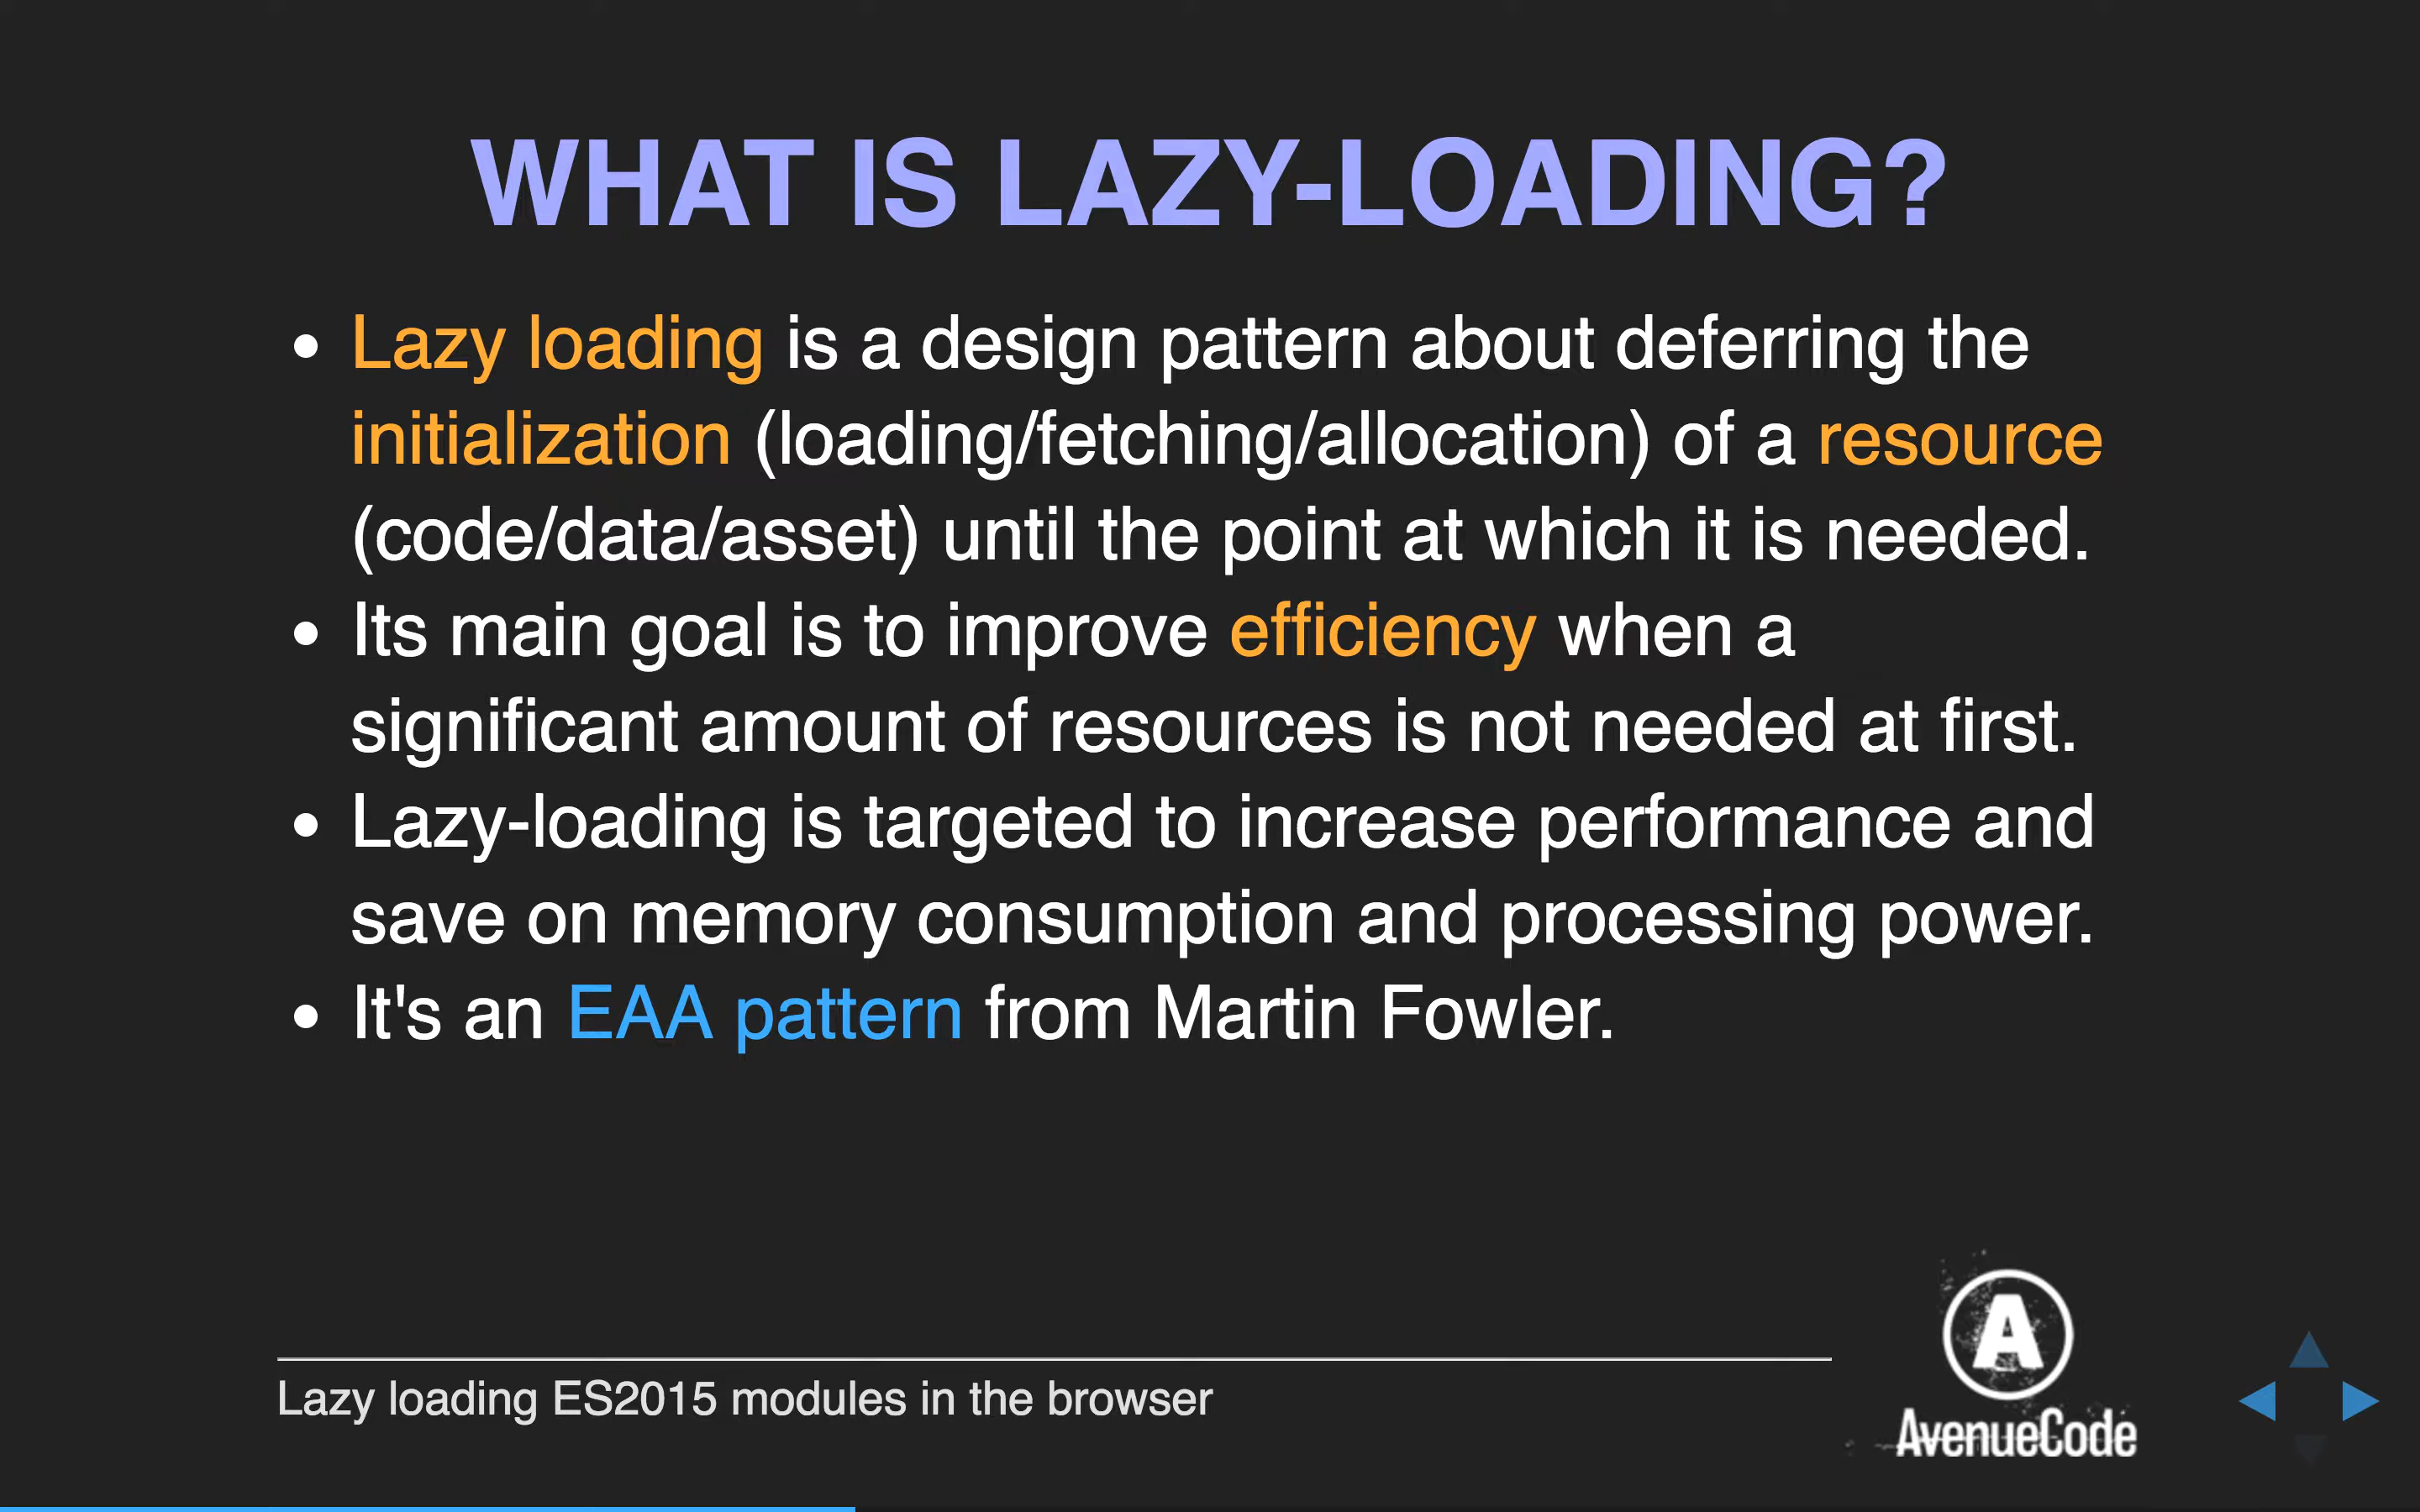 WHAT IS LAZY-LOADING?
• Lazy loading is a design pattern about deferring the
initialization (loading/fetching/allocation) of a resource
(code/data/asset) until the point at which it is needed.
• Its main goal is to improve efficiency when a
significant amount of resources is not needed at first.
• Lazy-loading is targeted to increase performance and
save on memory consumption and processing power.
• It's an EAA pattern from Martin Fowler.
Lazy loading ES2015 modules in the browser
A
AvenueCode